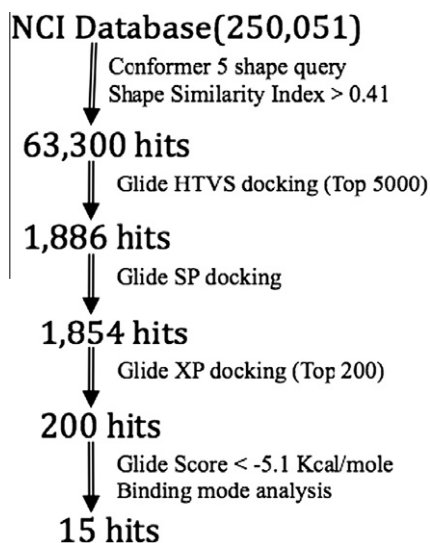 NCI Database(250,051)
Conformer 5 shape query
Shape Similarity Index > 0.41
63,300 hits
Glide HTVS docking (Top 5000)
1,886 hits
Glide SP docking
1,854 hits
Glide XP docking (Top 200)
200 hits
Glide Score < -5.1 Kcal/mole
Binding mode analysis
15 hits